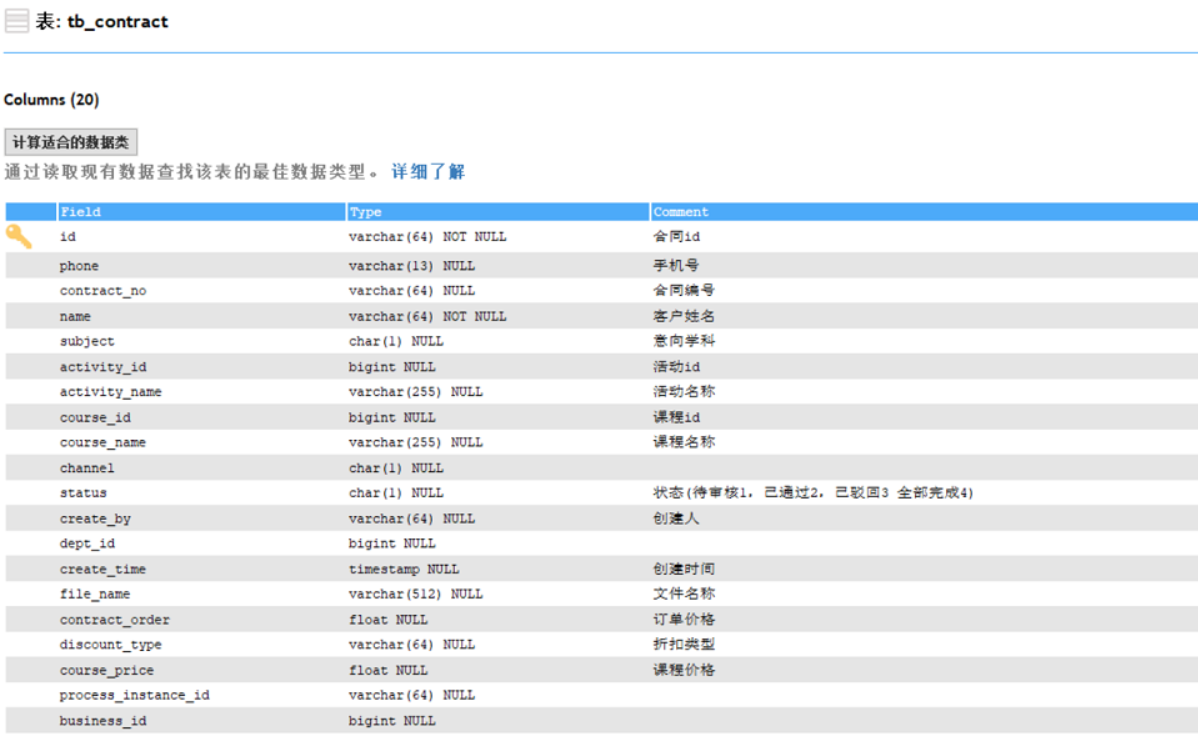 表: tb_contract
Columns (20)
计算适合的数据类
通过读取现有数据查找该表的最佳数据类型。 详细了解
Field Type Comment
id varchar(64) NOT NULL 合同id
phone varchar(13) NULL 手机号
contract_no varchar(64) NULL 合同编号
name varchar(64) NOT NULL 客户姓名
subject char(1) NULL 意向学科
activity_id bigint NULL 活动id
activity_name varchar(255) NULL 活动名称
course_id bigint NULL 课程id
course_name varchar(255) NULL 课程名称
channel char(1) NULL
status char(1) NULL 状态(待审核1, 已通过2, 已驳回3 全部完成4)
create_by varchar(64) NULL 创建人
dept_id bigint NULL
create_time timestamp NULL 创建时间
file_name varchar(512) NULL 文件名称
contract_order float NULL 订单价格
discount_type varchar(64) NULL 折扣类型
course_price float NULL 课程价格
process_instance_id varchar(64) NULL
business_id bigint NULL